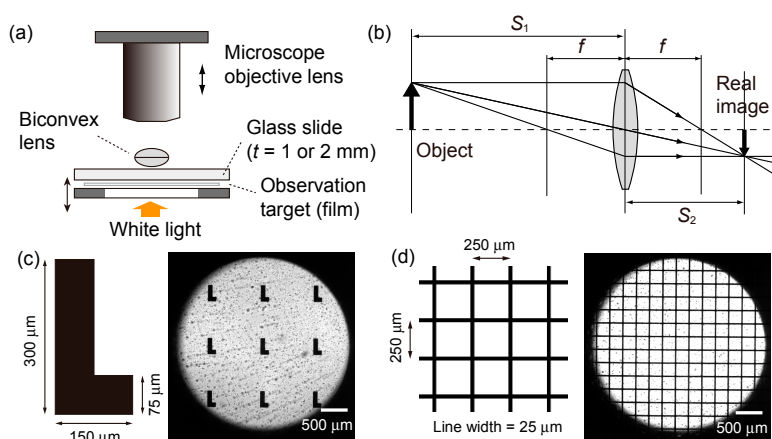 (a)
Microscope
objective lens
Biconvex
lens
Glass slide
(t = 1 or 2 mm)
Observation
target (film)
White light
(b)
S1
f
f
Real
image
Object
S2
(c)
300 μm
75 μm
150 μm
500 μm
(d)
250 μm
250 μm
Line width = 25 μm
500 μm